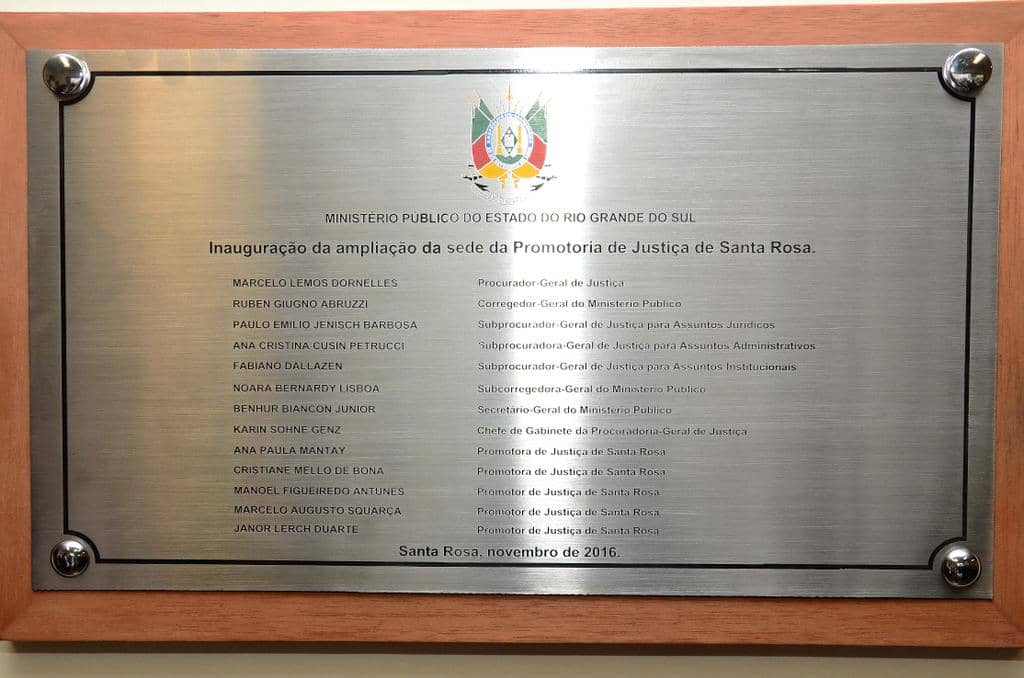 MINISTÉRIO PÚBLICO DO ESTADO DO RIO GRANDE DO SUL
Inauguração da ampliação da sede da Promotoria de Justiça de Santa Rosa.
MARCELO LEMOS DORNELLES Procurador-Geral de Justiça
RUBEN GIUGNO ABRUZZI Corregedor-Geral do Ministério Público
PAULO EMILIO JENISCH BARBOSA Subprocurador-Geral de Justiça para Assuntos Jurídicos
ANA CRISTINA CUSIN PETRUCCI Subprocuradora-Geral de Justiça para Assuntos Administrativos
FABIANO DALLAZEN Subprocurador-Geral de Justiça para Assuntos Institucionais
NOARA BERNARDY LISBOA Subcorregedora-Geral do Ministério Público
BENHUR BIANCON JUNIOR Secretário-Geral do Ministério Público
KARIN SOHNE GENZ Chefe de Gabinete da Procuradoria-Geral de Justiça
ANA PAULA MANTAY Promotora de Justiça de Santa Rosa
CRISTIANE MELLO DE BONA Promotora de Justiça de Santa Rosa
MANOEL FIGUEIREDO ANTUNES Promotor de Justiça de Santa Rosa
MARCELO AUGUSTO SQUARÇA Promotor de Justiça de Santa Rosa
JANOR LERCH DUARTE Promotor de Justiça de Santa Rosa
Santa Rosa, novembro de 2016.